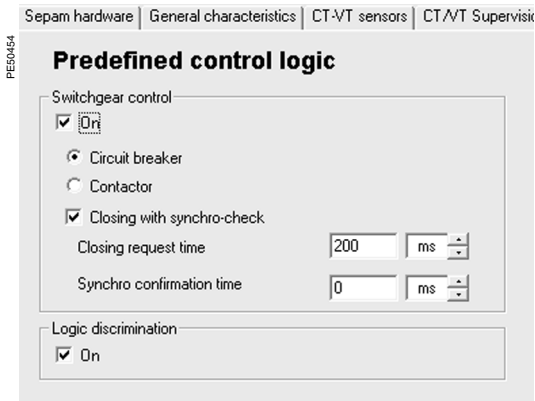 Sepam hardware General characteristics CT-VT sensors CT/VT Supervisio
PE50454
Predefined control logic
Switchgear control
On
Circuit breaker
Contactor
Closing with synchro-check
Closing request time 200 ms
Synchro confirmation time 0 ms
Logic discrimination
On